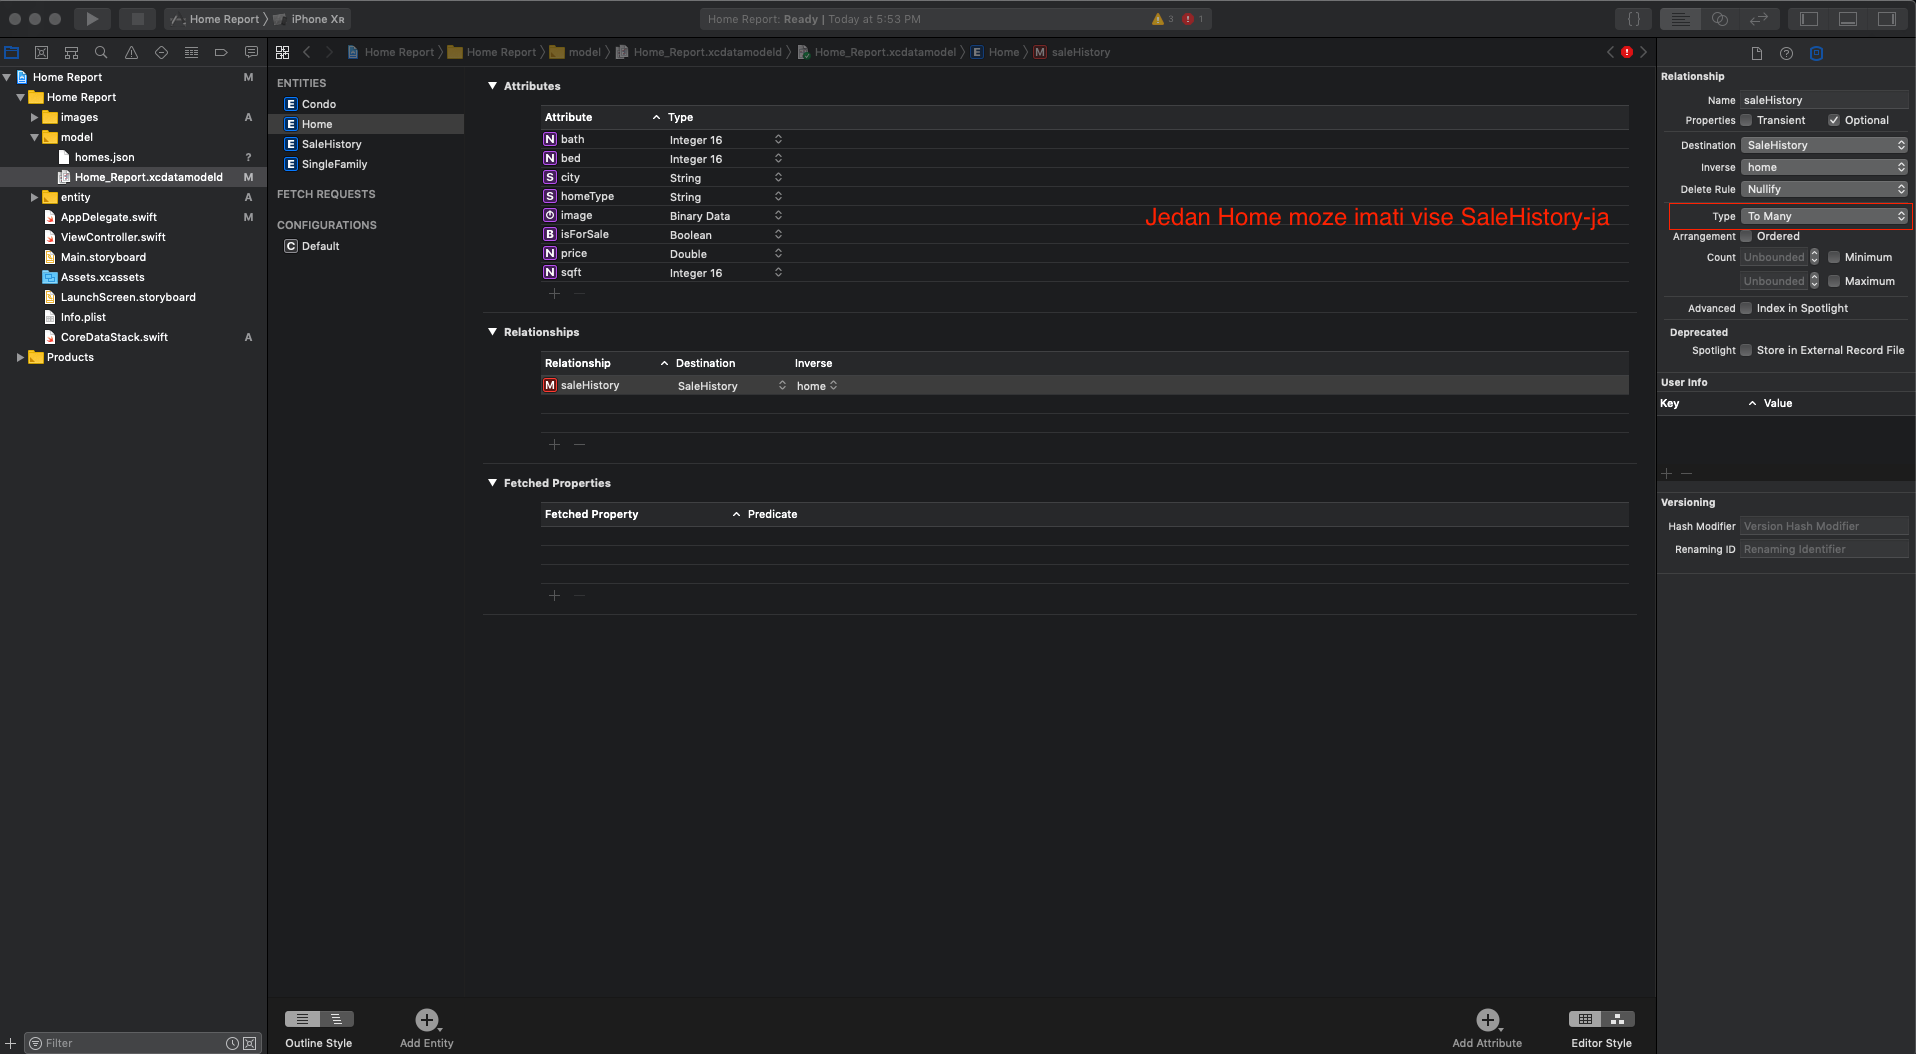 Home Report
iPhone XR
Home Report: Ready | Today at 5:53 PM
3
1
Home Report
Home Report
model
Home_Report.xcdatamodeld
Home_Report.xcdatamodel
Home
saleHistory
Home Report M
Home Report
images A
model
homes.json ?
Home_Report.xcdatamodeld M
entity A
AppDelegate.swift M
ViewController.swift
Main.storyboard
Assets.xcassets
LaunchScreen.storyboard
Info.plist
CoreDataStack.swift A
Products
Filter
ENTITIES
E Condo
E Home
E SaleHistory
E SingleFamily
FETCH REQUESTS
CONFIGURATIONS
C Default
Attributes
Attribute Type
N bath Integer 16
N bed Integer 16
S city String
S homeType String
image Binary Data
B isForSale Boolean
N price Double
N sqft Integer 16
Jedan Home moze imati vise SaleHistory-ja
Relationships
Relationship Destination Inverse
M saleHistory SaleHistory home
Fetched Properties
Fetched Property Predicate
Outline Style
Add Entity
Add Attribute
Editor Style
Relationship
Name saleHistory
Properties Transient Optional
Destination SaleHistory
Inverse home
Delete Rule Nullify
Type To Many
Arrangement Ordered
Count Unbounded Minimum
Unbounded Maximum
Advanced Index in Spotlight
Deprecated
Spotlight Store in External Record File
User Info
Key Value
Versioning
Hash Modifier Version Hash Modifier
Renaming ID Renaming Identifier